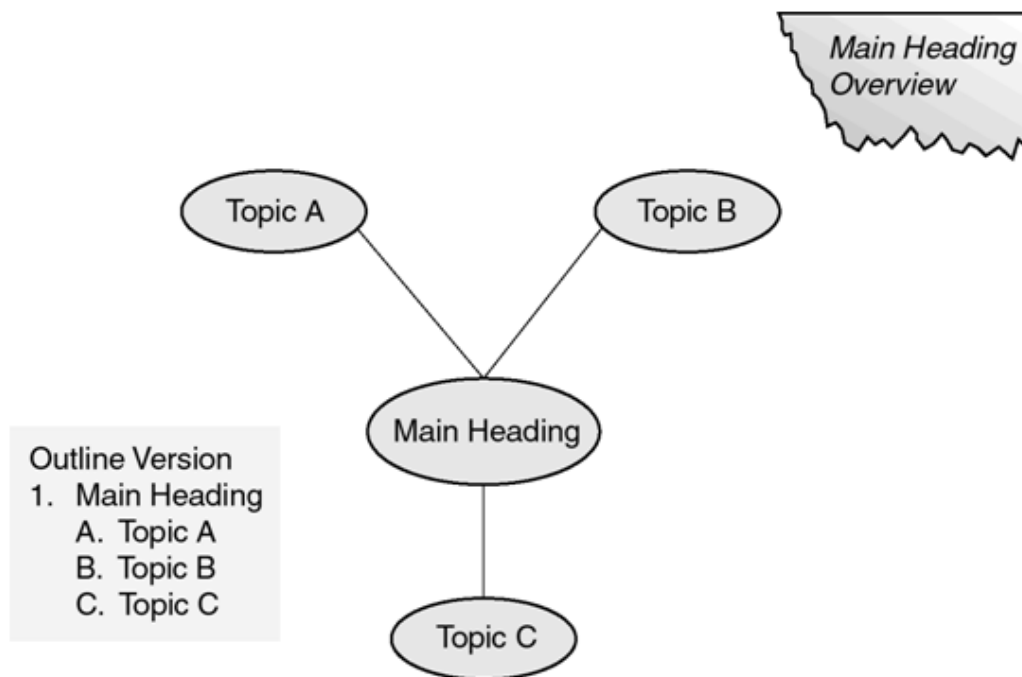 Main Heading
Overview
Topic A
Topic B
Main Heading
Outline Version
1. Main Heading
A. Topic A
B. Topic B
C. Topic C
Topic C